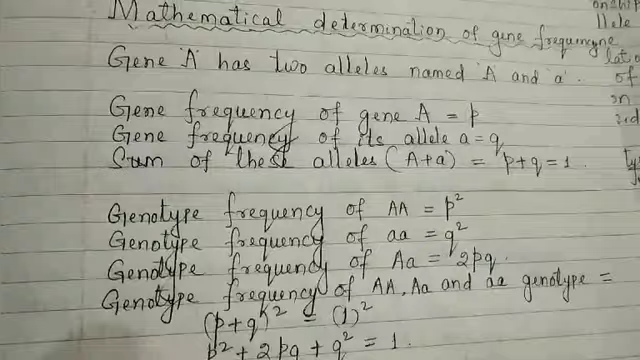 Mathematical determination of gene
Gene 'A' has two alleles named 'A' and 'a'.
Gene frequency of gene A = p
Gene frequency of its allele a = q
Sum of these alleles (A+a) = p+q = 1.
Genotype frequency of AA = p²
Genotype frequency of aa = q²
Genotype frequency of Aa = 2pq.
Genotype frequency of AA, Aa and aa genotype =
(p+q)² = (1)²
p² + 2pq + q² = 1.